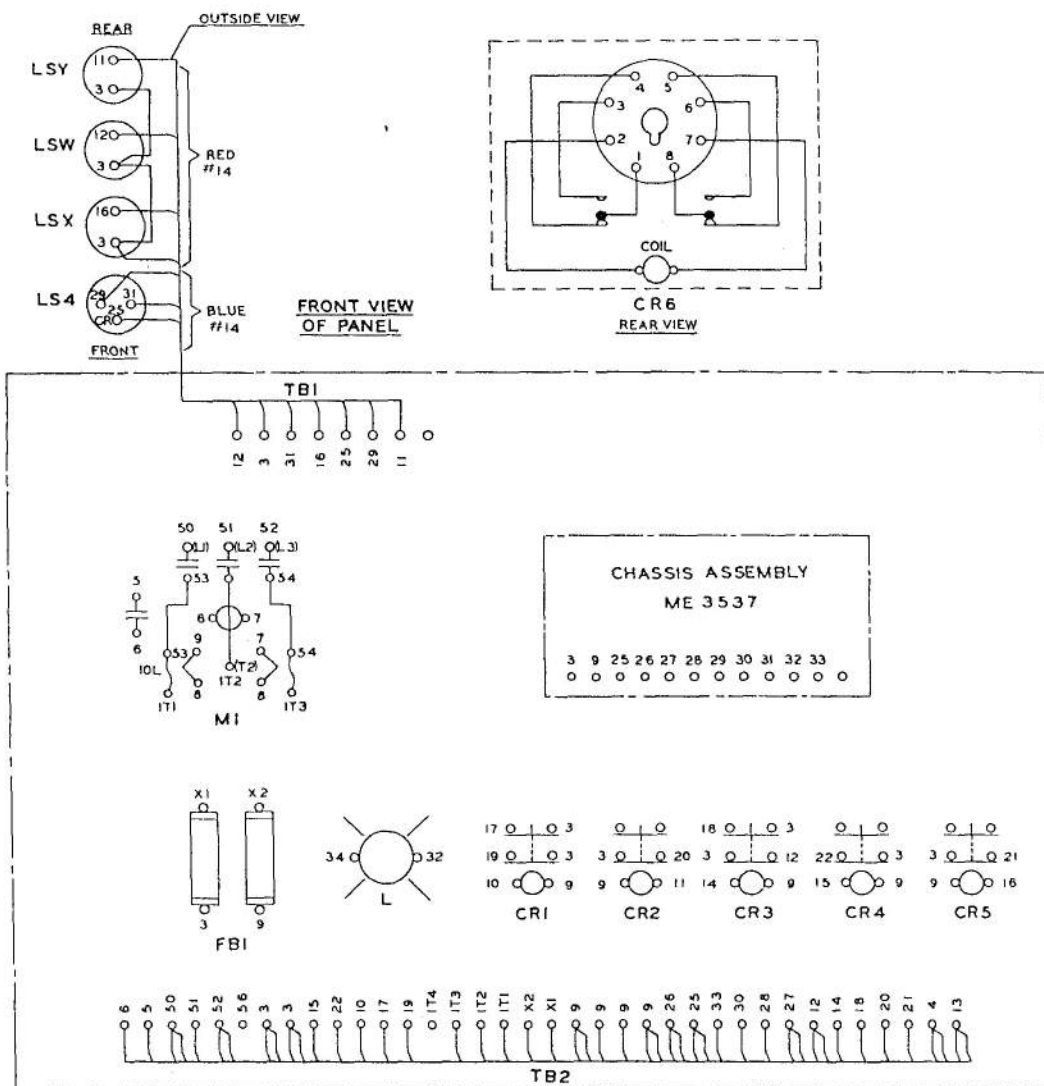 REAR
OUTSIDE VIEW
LSY
11
3
LSW
12
3
RED
#14
LSX
16
3
LS4
29
31
25
CR
BLUE
#14
FRONT
FRONT VIEW
OF PANEL
4
5
3
6
2
7
1
8
COIL
CR6
REAR VIEW
TB1
12 3 31 16 25 29 11
50 51 52
(L1) (L2) (L3)
5
53
54
6
6
7
9
7
53
54
10L
(T2)
8
1T2
8
1T1
1T3
M1
CHASSIS ASSEMBLY
ME 3537
3 9 25 26 27 28 29 30 31 32 33
X1 X2
3 9
FB1
34 32
L
17 3
19 3
10 9
CR1
3 20
9 11
CR2
18 3
3 12
14 9
CR3
22 3
15 9
CR4
3 21
9 16
CR5
6 5 50 51 52 56 3 3 15 22 10 17 19 1T4 1T3 1T2 1T1 X2 X1 9 9 9 9 26 25 33 30 28 27 12 14 18 20 21 4 13
TB2